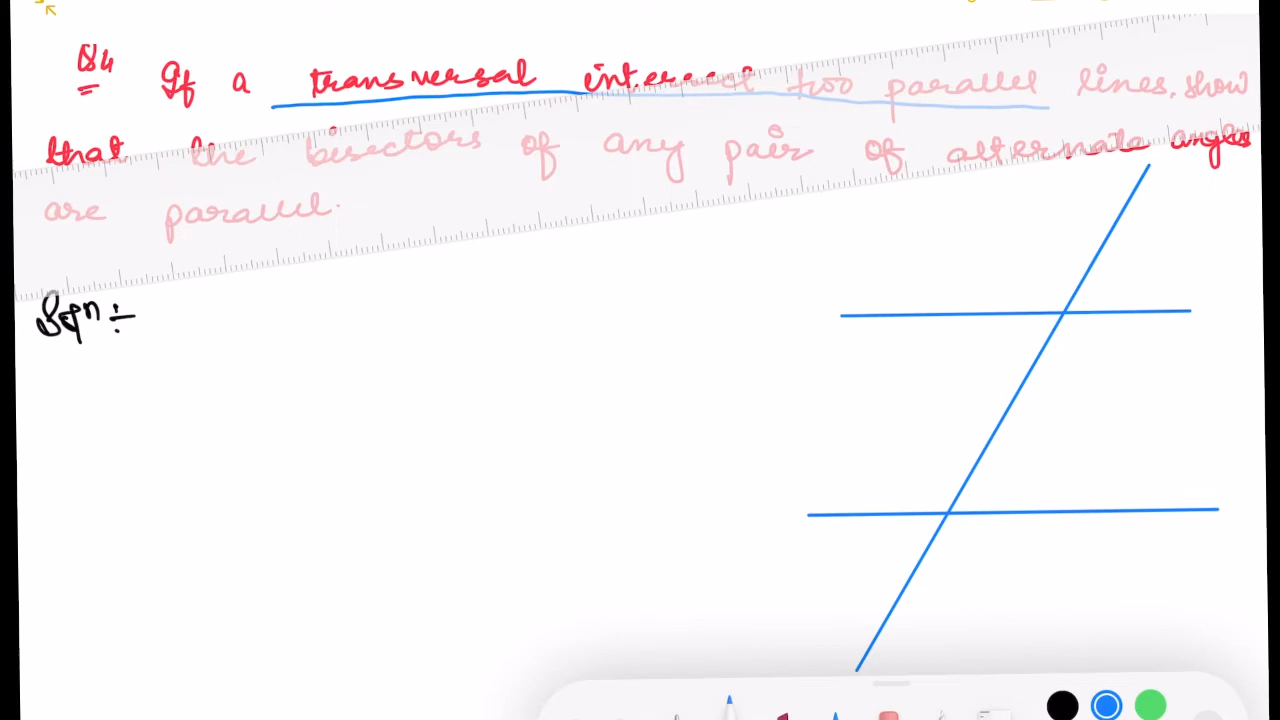 Q4 If a transversal intersect two parallel lines, show
that the bisectors of any pair of alternate angles
are parallel.
Solⁿ ÷